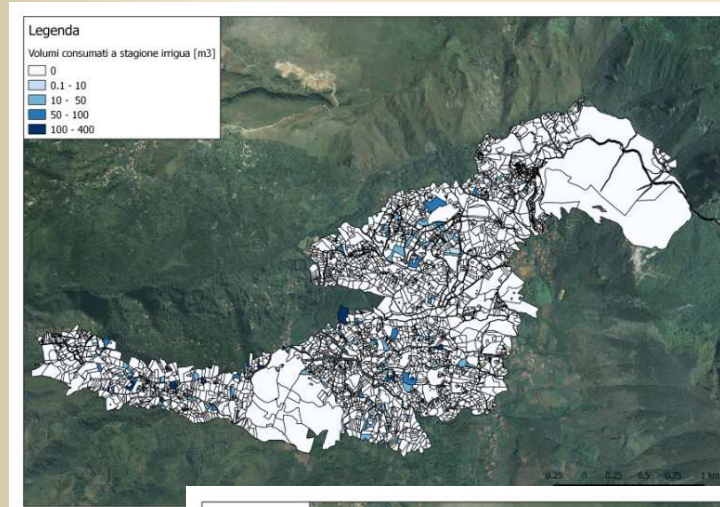 Legenda
Volumi consumati a stagione irrigua [m3]
0
0.1 - 10
10 - 50
50 - 100
100 - 400
0.25 0 0.25 0.5 0.75 1 km